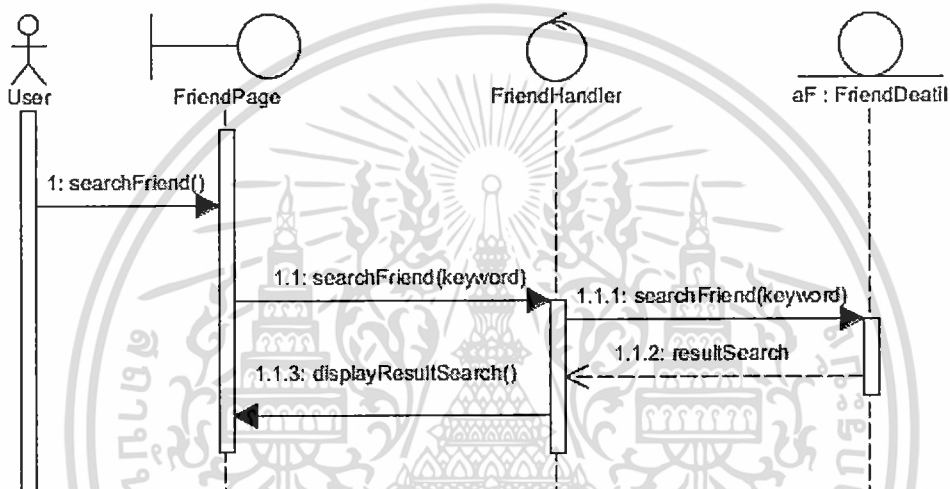 User
FriendPage
FriendHandler
aF : FriendDeatil
1: searchFriend()
1.1: searchFriend(keyword)
1.1.1: searchFriend(keyword)
1.1.2: resultSearch
1.1.3: displayResultSearch()